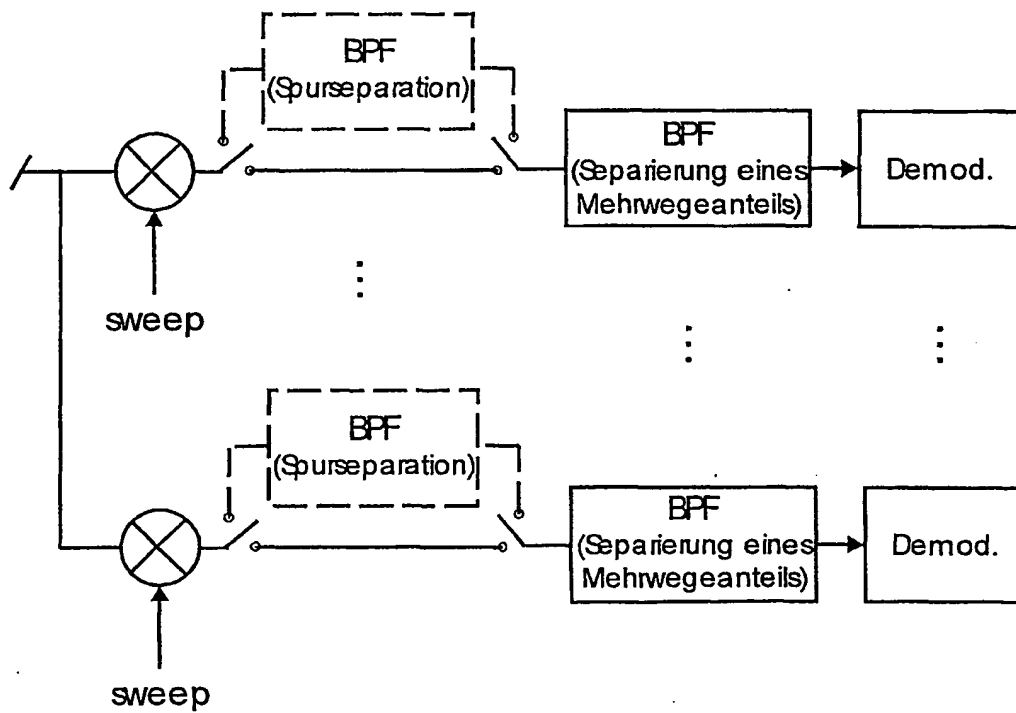 BPF
(Spurseparation)
BPF
(Separierung eines
Mehrwegeanteils)
Demod.
sweep
BPF
(Spurseparation)
BPF
(Separierung eines
Mehrwegeanteils)
Demod.
sweep